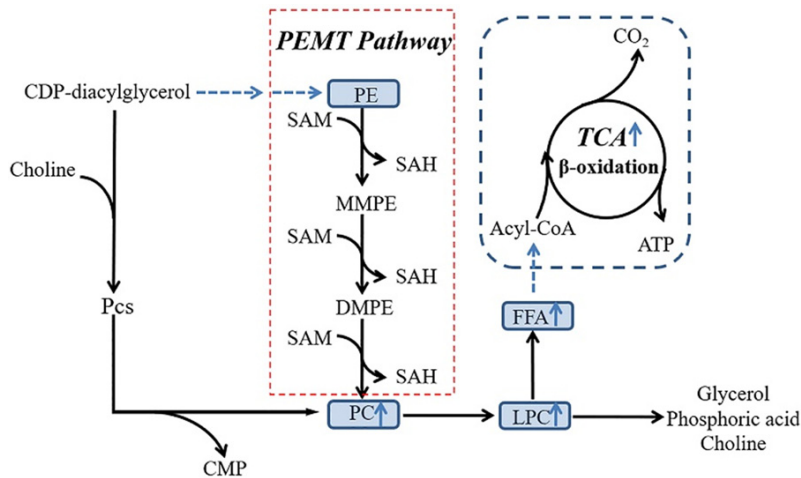 PEMT Pathway
CO₂
CDP-diacylglycerol
PE
SAM
SAH
TCA
β-oxidation
Choline
MMPE
Acyl-CoA
ATP
SAM
SAH
Pcs
DMPE
FFA
SAM
SAH
PC
LPC
Glycerol
Phosphoric acid
Choline
CMP